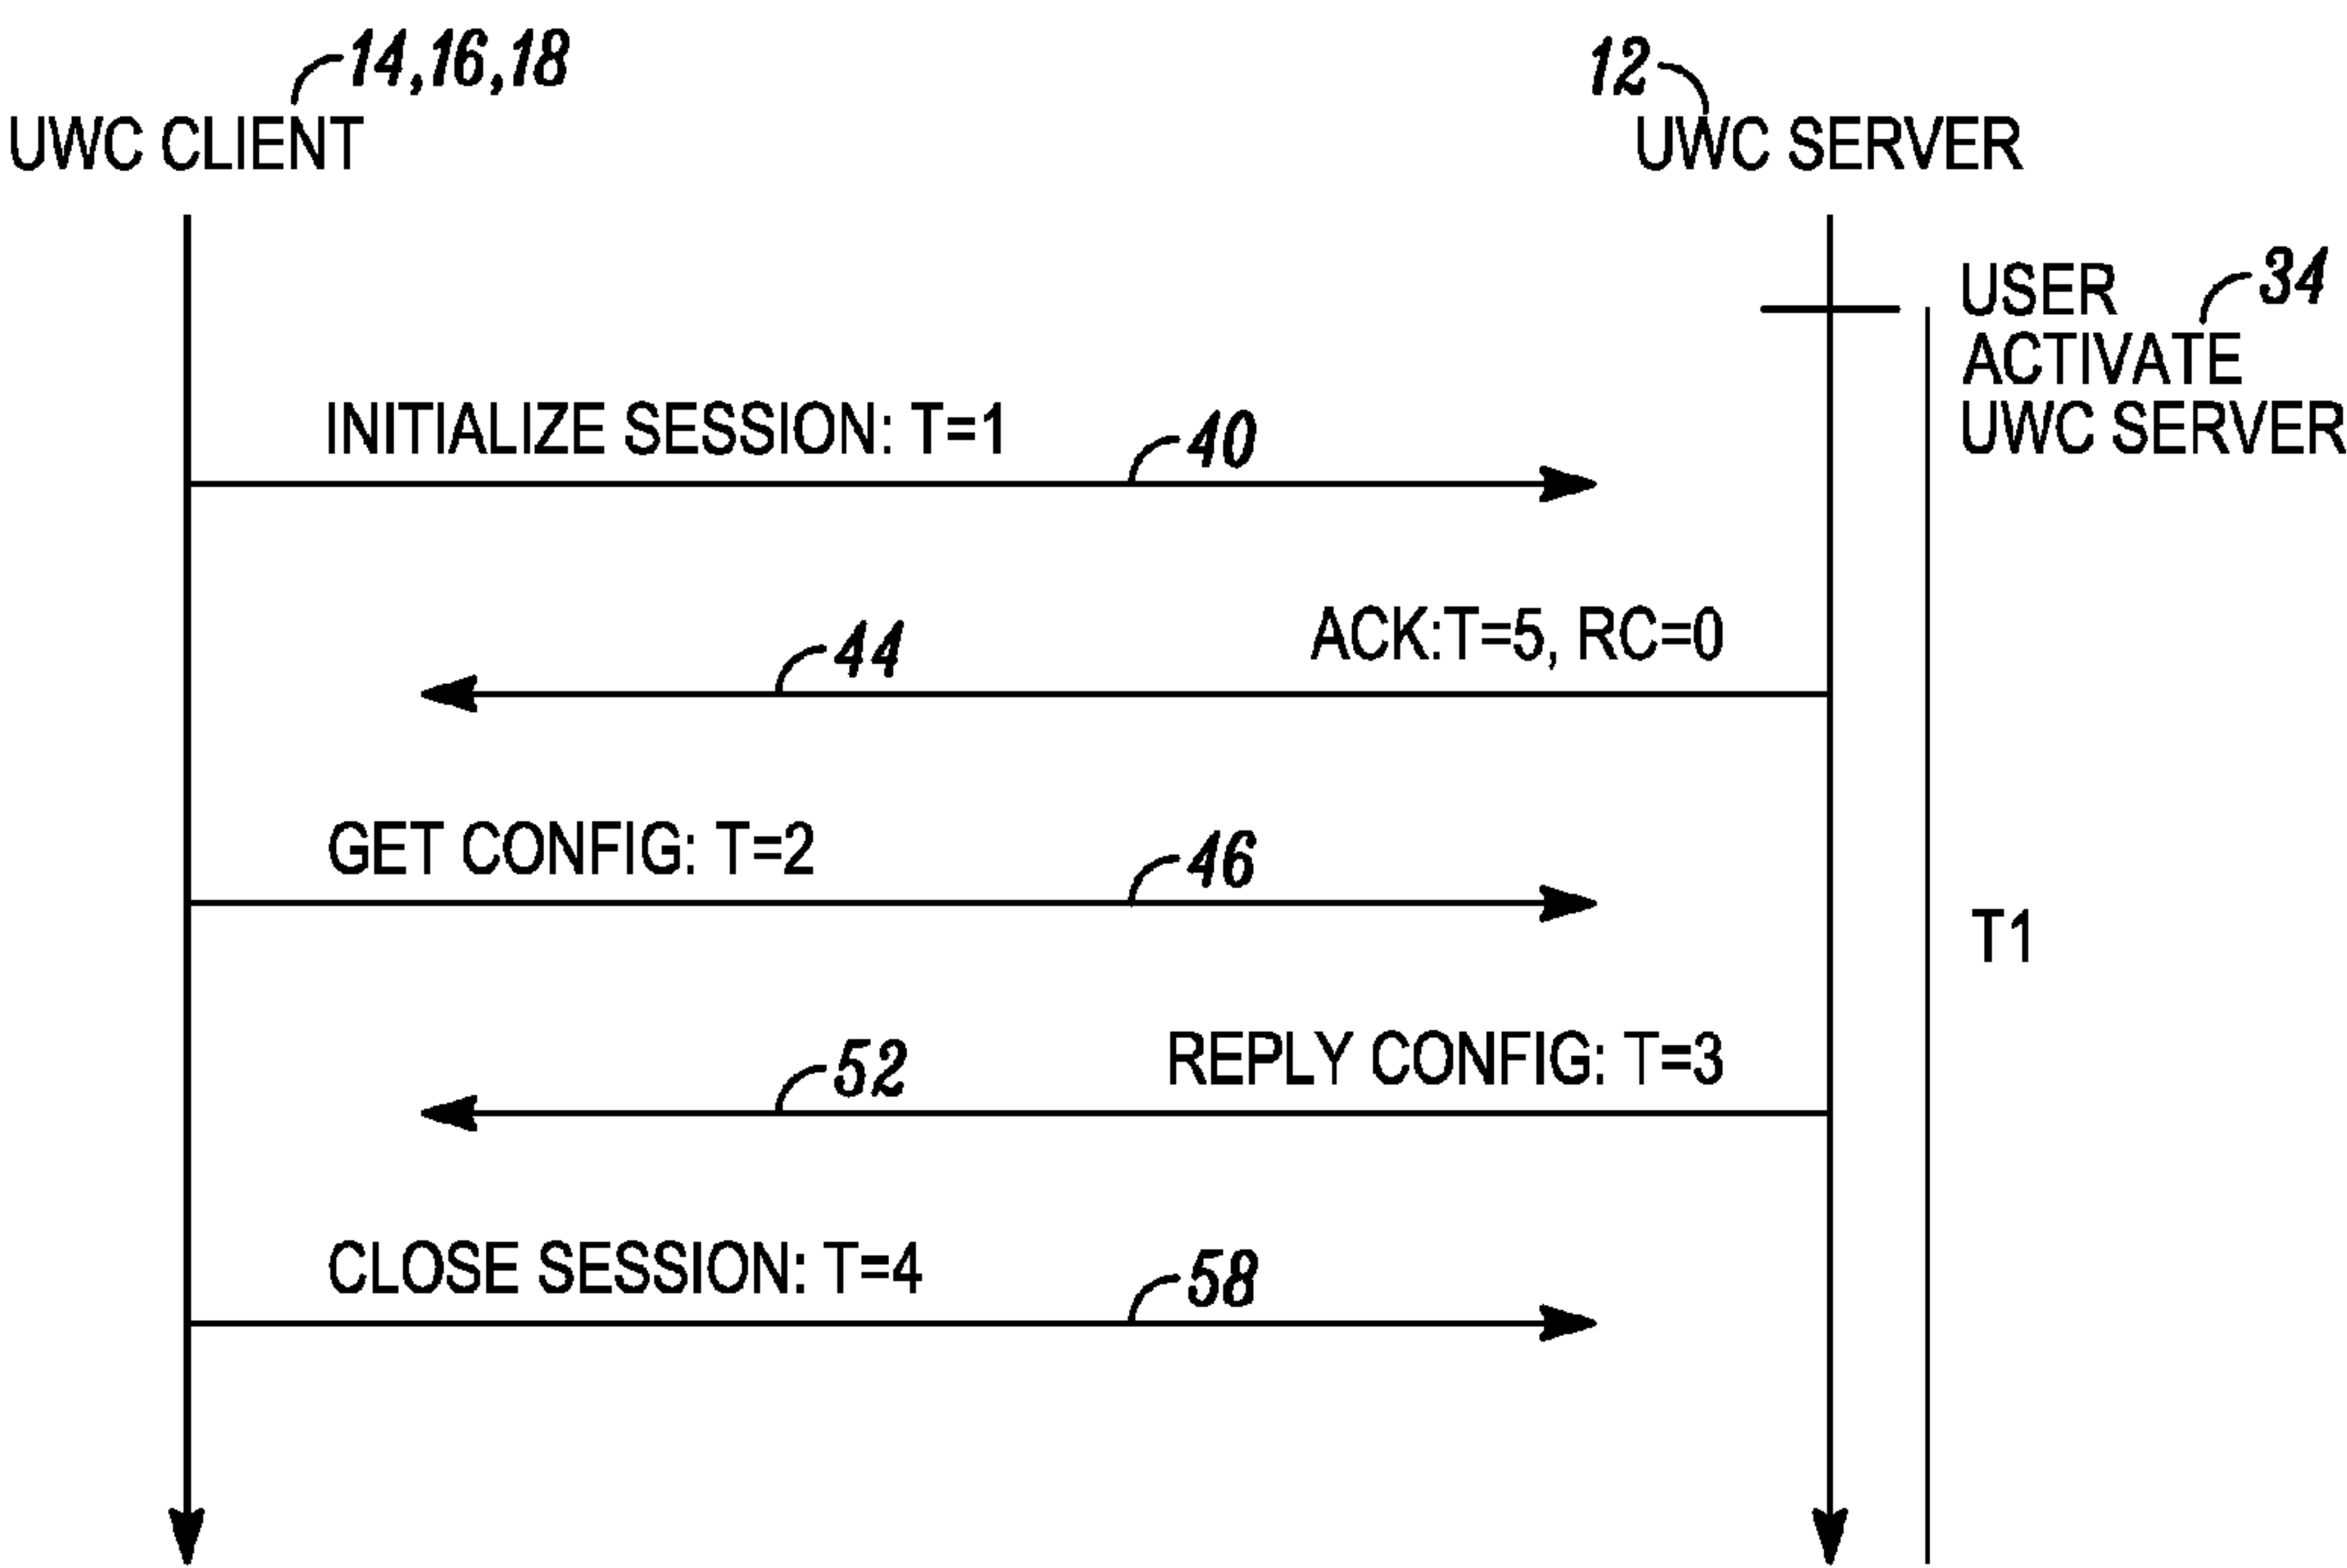 14,16,18
UWC CLIENT
12
UWC SERVER
34
USER
ACTIVATE
UWC SERVER
INITIALIZE SESSION: T=1
40
ACK:T=5, RC=0
44
GET CONFIG: T=2
46
T1
REPLY CONFIG: T=3
52
CLOSE SESSION: T=4
58